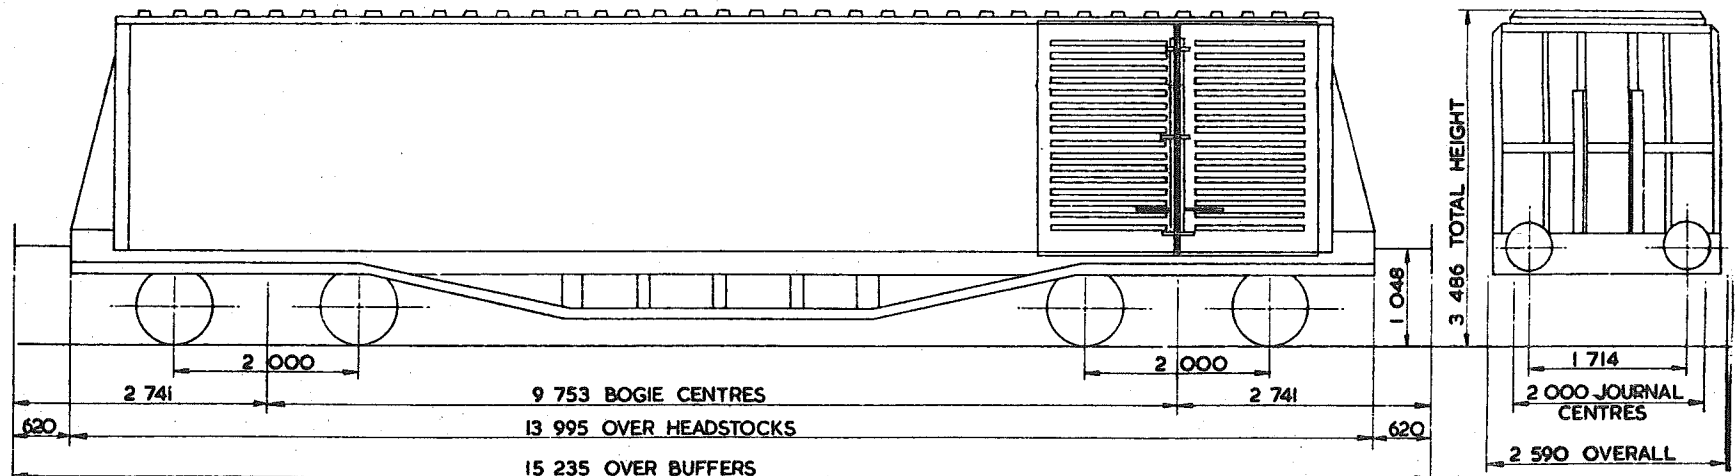 1 048
3 486 TOTAL HEIGHT
2 000
2 000
1 714
2 741
9 753 BOGIE CENTRES
2 741
2 000 JOURNAL
CENTRES
620
13 995 OVER HEADSTOCKS
620
2 590 OVERALL
15 235 OVER BUFFERS